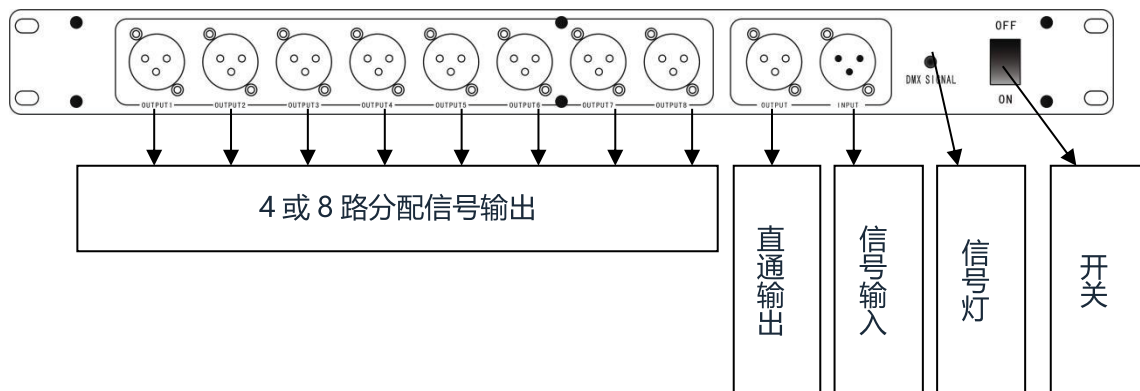 OFF
DMX SIGNAL
ON
OUTPUT1 OUTPUT2 OUTPUT3 OUTPUT4 OUTPUT5 OUTPUT6 OUTPUT7 OUTPUT8 OUTPUT INPUT
4 或 8 路分配信号输出
直通输出
信号输入
信号灯
开关